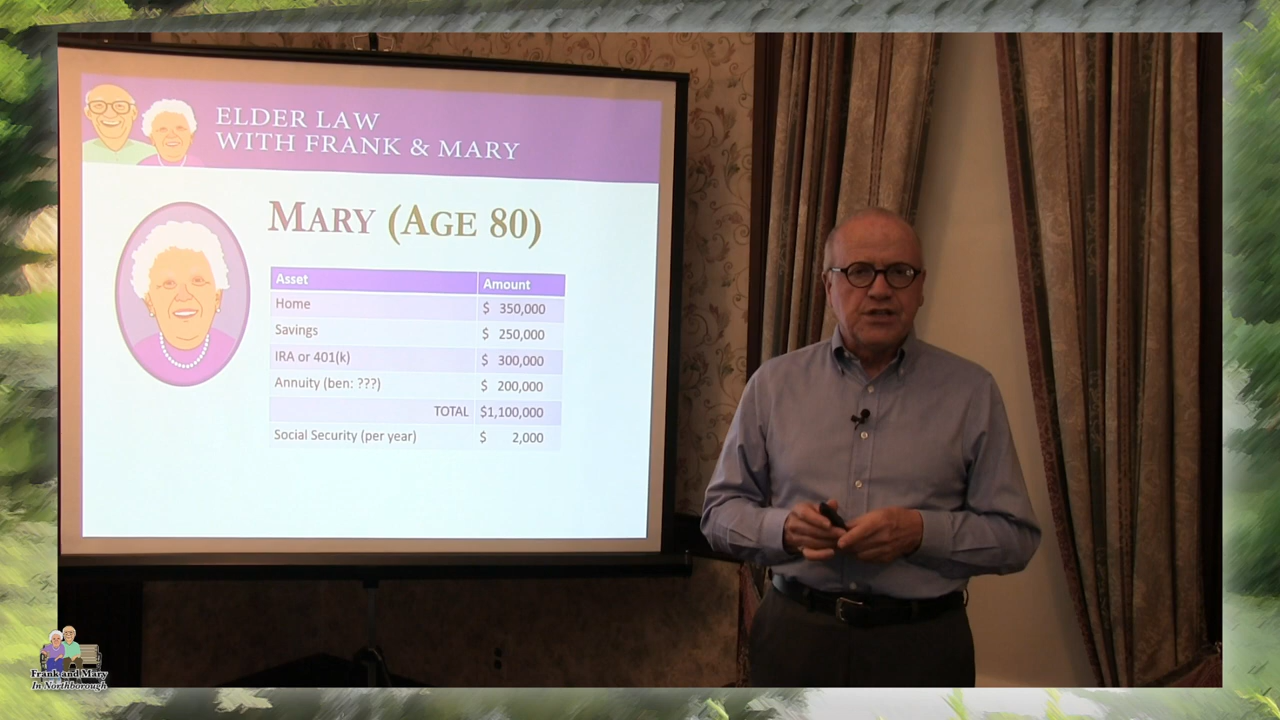 ELDER LAW
WITH FRANK & MARY
MARY (AGE 80)
Asset Amount
Home $ 350,000
Savings $ 250,000
IRA or 401(k) $ 300,000
Annuity (ben: ???) $ 200,000
TOTAL $1,100,000
Social Security (per year) $ 2,000
Frank and Mary
In Northborough